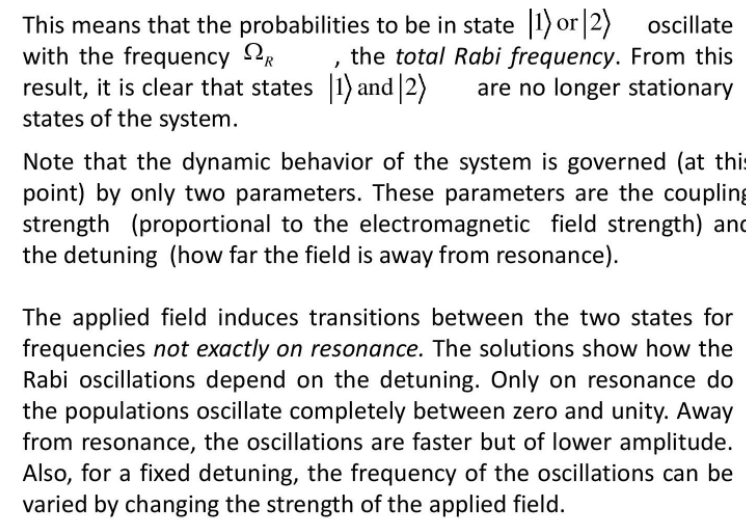 This means that the probabilities to be in state |1⟩ or |2⟩ oscillate
with the frequency Ω_R , the total Rabi frequency. From this
result, it is clear that states |1⟩ and |2⟩ are no longer stationary
states of the system.
Note that the dynamic behavior of the system is governed (at this
point) by only two parameters. These parameters are the coupling
strength (proportional to the electromagnetic field strength) and
the detuning (how far the field is away from resonance).
The applied field induces transitions between the two states for
frequencies not exactly on resonance. The solutions show how the
Rabi oscillations depend on the detuning. Only on resonance do
the populations oscillate completely between zero and unity. Away
from resonance, the oscillations are faster but of lower amplitude.
Also, for a fixed detuning, the frequency of the oscillations can be
varied by changing the strength of the applied field.